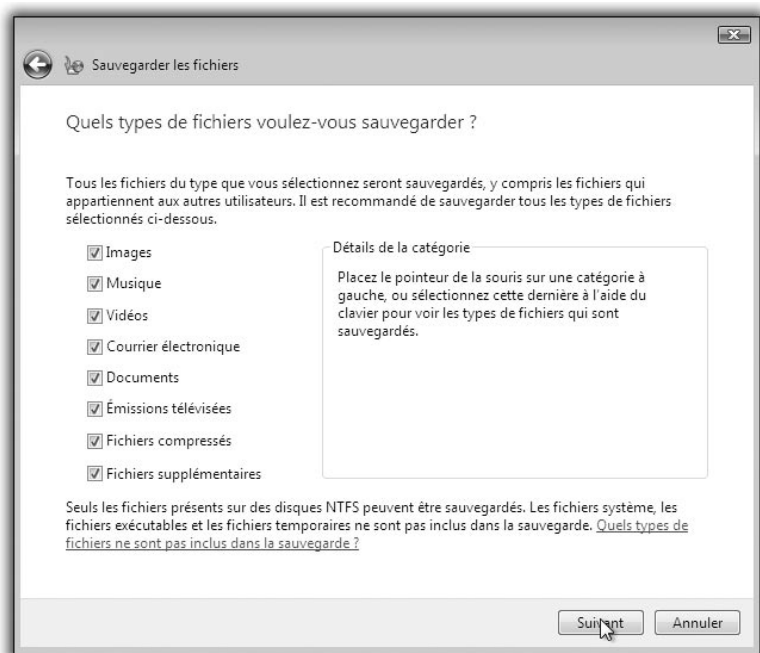 Sauvegarder les fichiers
Quels types de fichiers voulez-vous sauvegarder ?
Tous les fichiers du type que vous sélectionnez seront sauvegardés, y compris les fichiers qui
appartiennent aux autres utilisateurs. Il est recommandé de sauvegarder tous les types de fichiers
sélectionnés ci-dessous.
Images
Musique
Vidéos
Courrier électronique
Documents
Émissions télévisées
Fichiers compressés
Fichiers supplémentaires
Détails de la catégorie
Placez le pointeur de la souris sur une catégorie à
gauche, ou sélectionnez cette dernière à l'aide du
clavier pour voir les types de fichiers qui sont
sauvegardés.
Seuls les fichiers présents sur des disques NTFS peuvent être sauvegardés. Les fichiers système, les
fichiers exécutables et les fichiers temporaires ne sont pas inclus dans la sauvegarde. Quels types de
fichiers ne sont pas inclus dans la sauvegarde ?
Suivant
Annuler